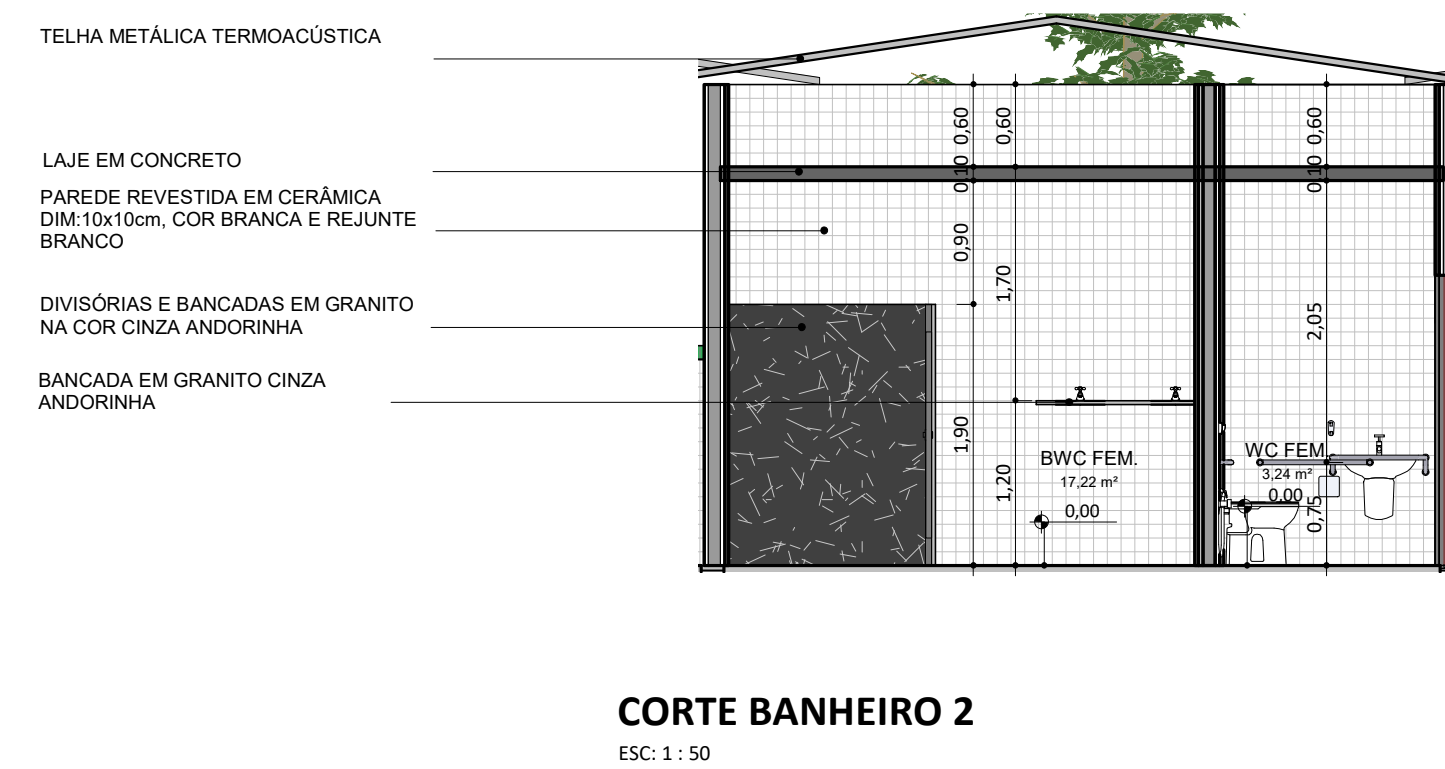 TELHA METÁLICA TERMOACÚSTICA
LAJE EM CONCRETO
PAREDE REVESTIDA EM CERÂMICA
DIM:10x10cm, COR BRANCA E REJUNTE
BRANCO
DIVISÓRIAS E BANCADAS EM GRANITO
NA COR CINZA ANDORINHA
BANCADA EM GRANITO CINZA
ANDORINHA
0,60
0,10
0,90
1,90
0,60
1,70
1,20
BWC FEM.
17,22 m²
0,00
0,60
0,10
2,05
0,75
WC FEM.
3,24 m²
0,00
CORTE BANHEIRO 2
ESC: 1 : 50